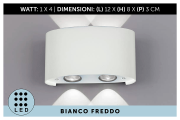 WATT: 1 X 4 | DIMENSIONI: (L) 12 X (H) 8 X (P) 3 CM
LED
BIANCO FREDDO